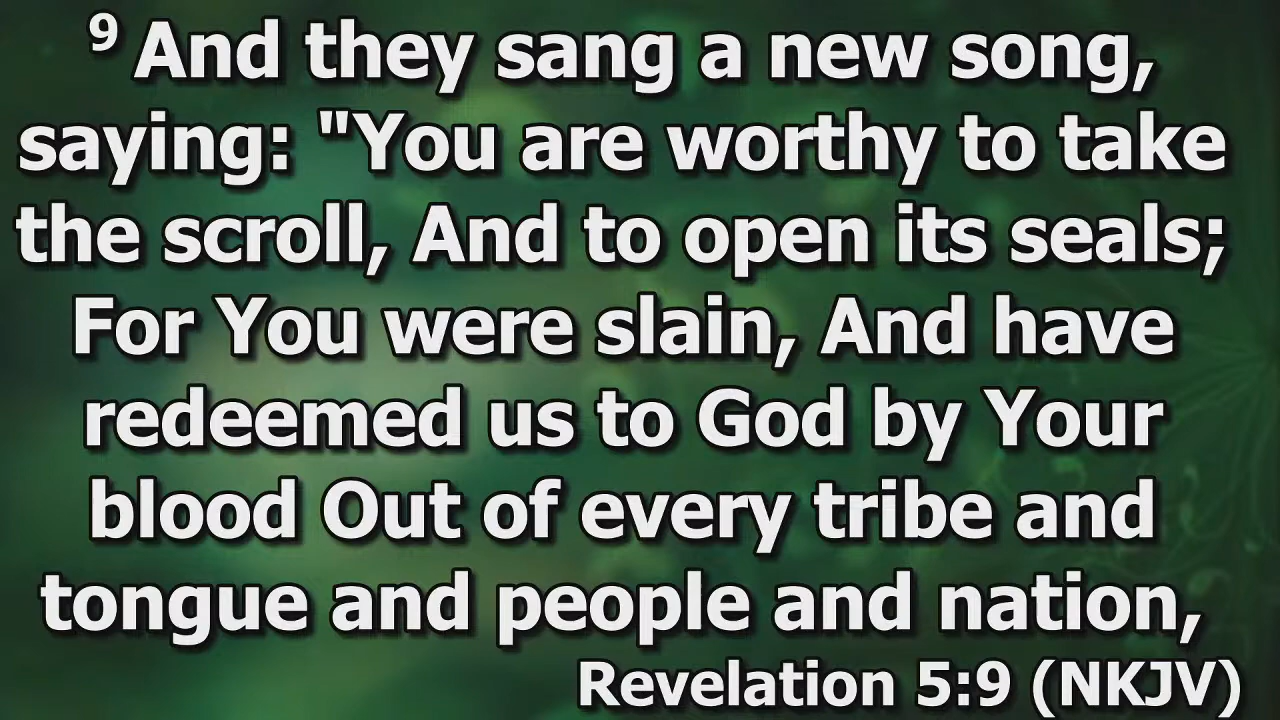 9 And they sang a new song,
saying: "You are worthy to take
the scroll, And to open its seals;
For You were slain, And have
redeemed us to God by Your
blood Out of every tribe and
tongue and people and nation,
Revelation 5:9 (NKJV)